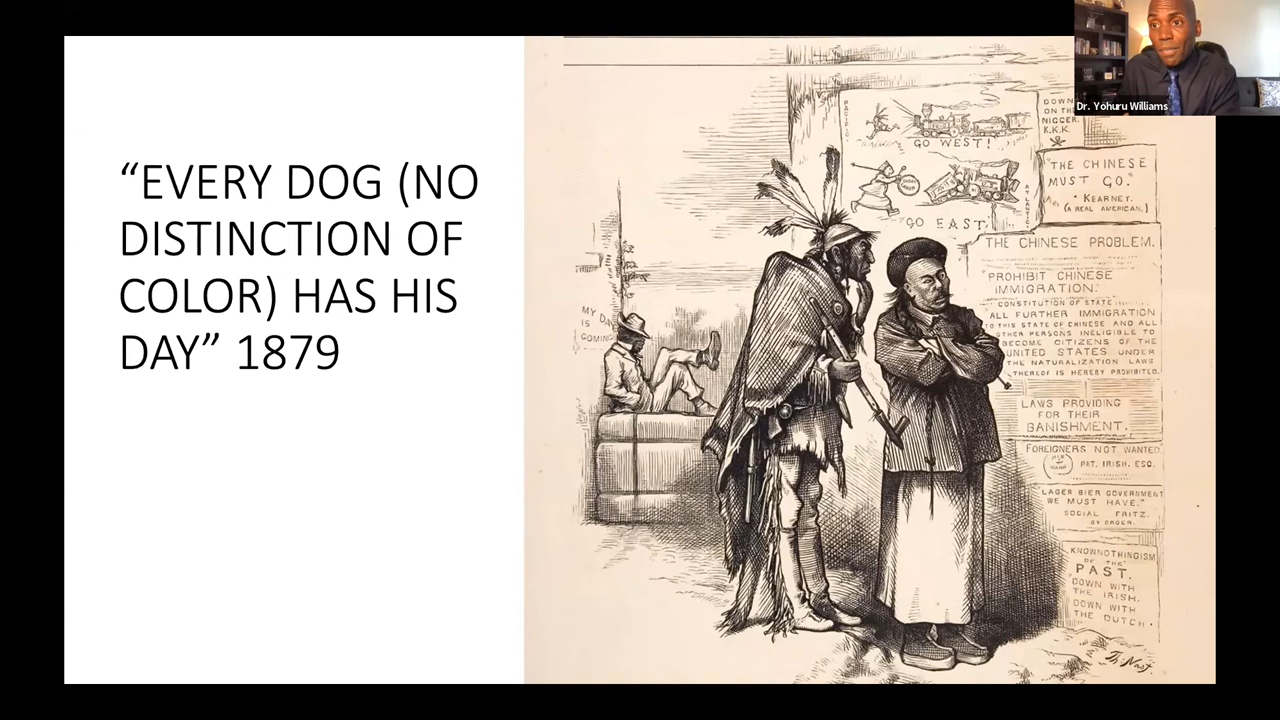 “EVERY DOG (NO
DISTINCTION OF
COLOR) HAS HIS
DAY” 1879
Dr. Yohuru Williams
PACIFIC
GO WEST!
GO EAST.
ATLANTIC.
DOWN
ON THE
NIGGER.
K.K.K.
"THE CHINESE
MUST GO."
KEARNEY.
(A REAL AMERICAN.)
THE CHINESE PROBLEM.
"PROHIBIT CHINESE
IMMIGRATION."
CONSTITUTION OF STATE
ALL FURTHER IMMIGRATION
TO THIS STATE OF CHINESE AND ALL
OTHER PERSONS INELIGIBLE TO
BECOME CITIZENS OF THE
UNITED STATES UNDER
THE NATURALIZATION LAWS
THEREOF IS HEREBY PROHIBITED.
LAWS PROVIDING
FOR THEIR
BANISHMENT.
FOREIGNERS NOT WANTED.
PAT, IRISH. ESQ.
LAGER BIER GOVERNMENT
WE MUST HAVE."
SOCIAL FRITZ.
BY ORDER.
KNOWNOTHINGISM
OF THE
PAST.
"DOWN WITH
THE IRISH.
DOWN WITH
THE DUTCH.
MY DAY
IS
COMING
Th. Nast.